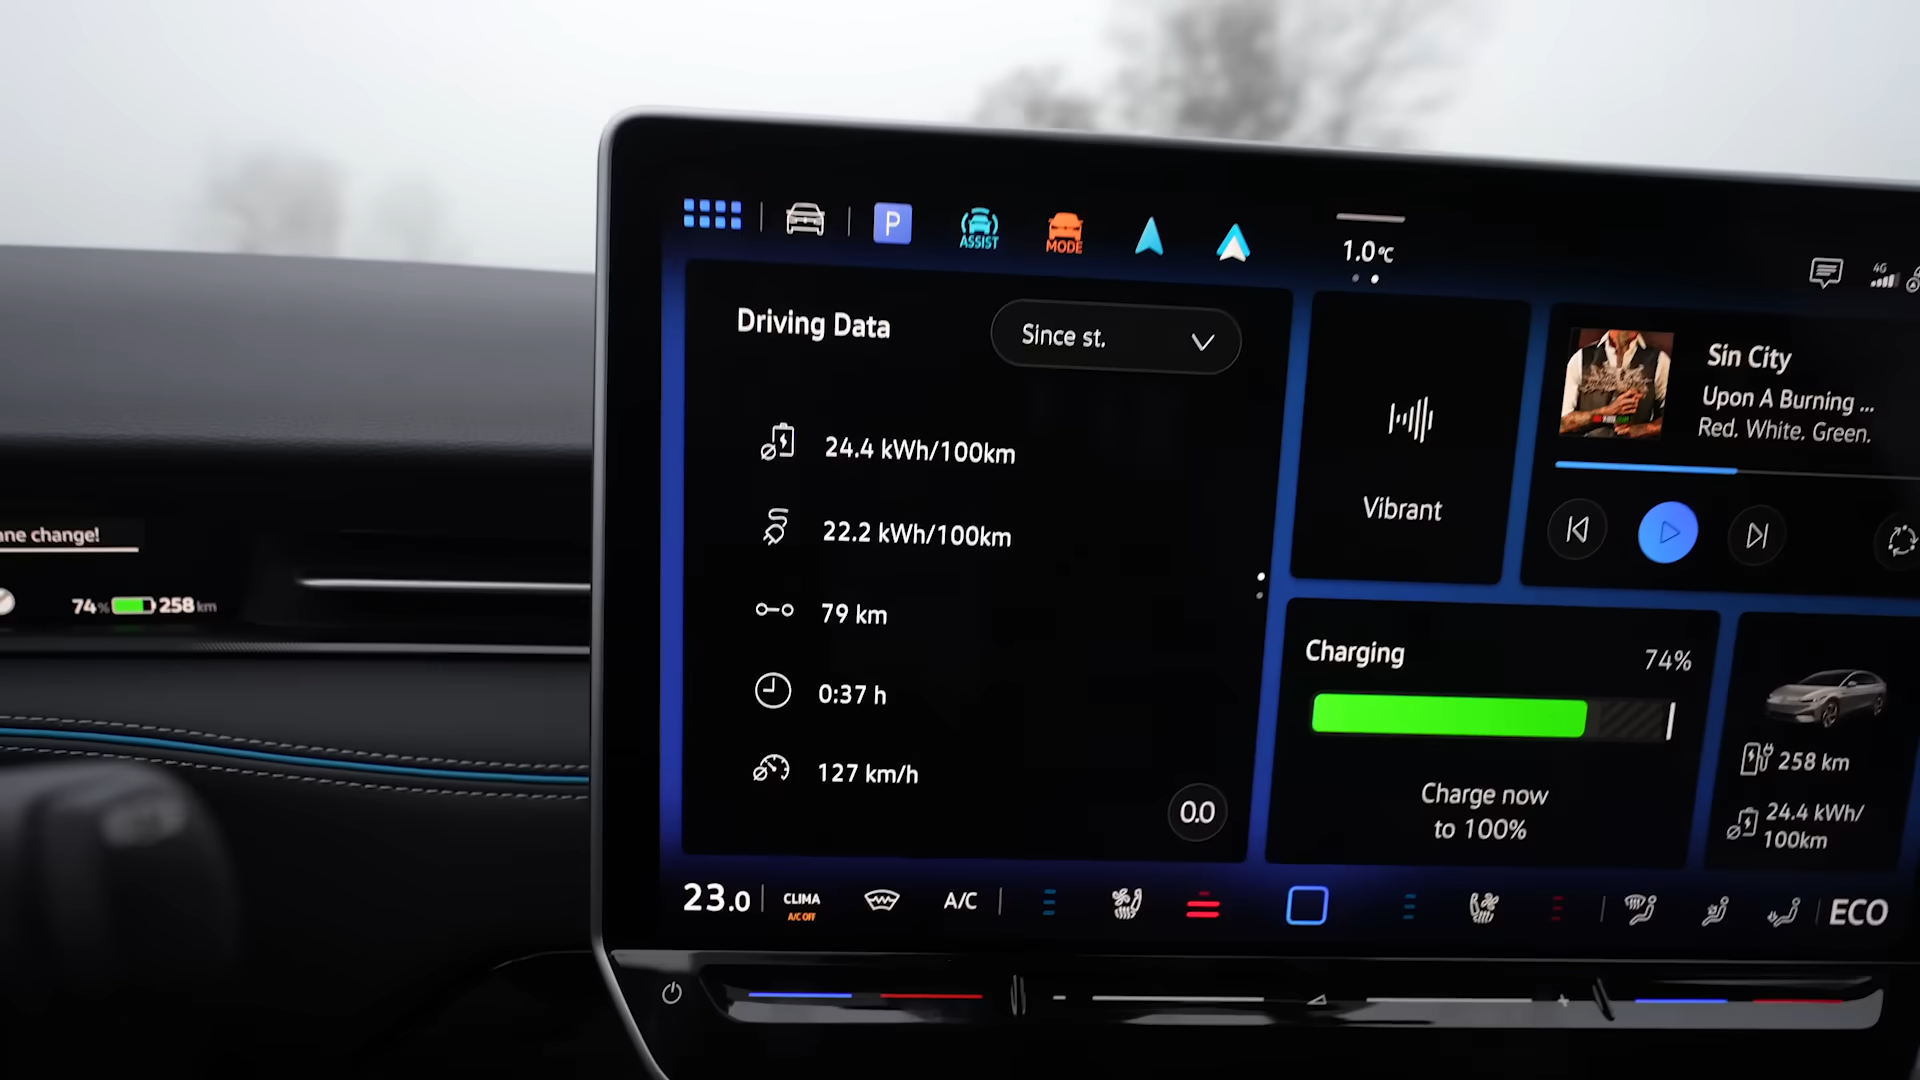 P
ASSIST
MODE
1.0°C
4G
Driving Data
Since st.
24.4 kWh/100km
22.2 kWh/100km
79 km
0:37 h
127 km/h
0.0
Vibrant
Sin City
Upon A Burning ...
Red. White. Green.
Charging
74%
Charge now
to 100%
258 km
24.4 kWh/
100km
ane change!
74% 258 km
23.0
CLIMA
A/C OFF
A/C
ECO